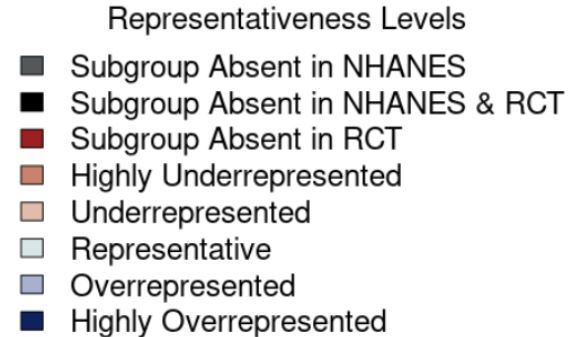 Representativeness Levels
Subgroup Absent in NHANES
Subgroup Absent in NHANES & RCT
Subgroup Absent in RCT
Highly Underrepresented
Underrepresented
Representative
Overrepresented
Highly Overrepresented